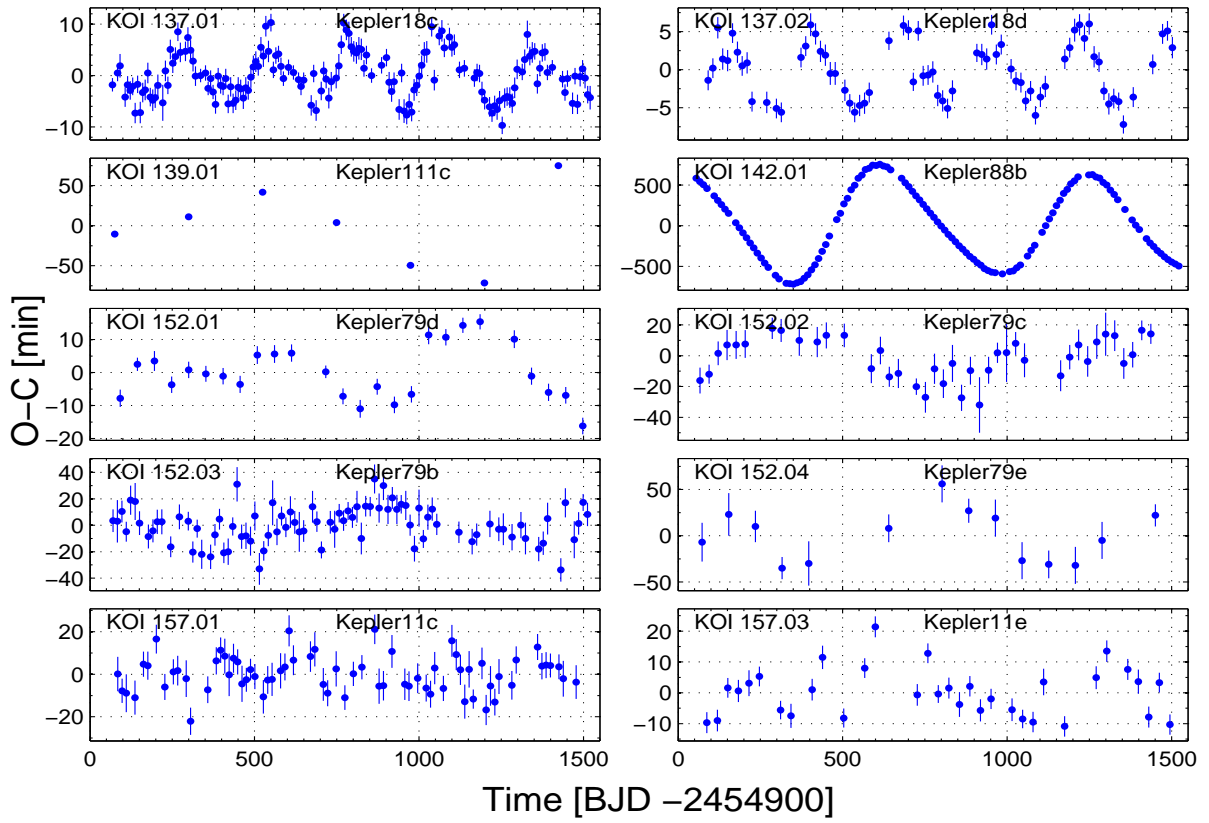 KOI 137.01 Kepler18c
10
0
−10
KOI 137.02 Kepler18d
5
0
−5
KOI 139.01 Kepler111c
50
0
−50
KOI 142.01 Kepler88b
500
0
−500
KOI 152.01 Kepler79d
10
0
−10
−20
KOI 152.02 Kepler79c
20
0
−20
−40
KOI 152.03 Kepler79b
40
20
0
−20
−40
KOI 152.04 Kepler79e
50
0
−50
KOI 157.01 Kepler11c
20
0
−20
KOI 157.03 Kepler11e
20
10
0
−10
0 500 1000 1500
0 500 1000 1500
O−C [min]
Time [BJD −2454900]